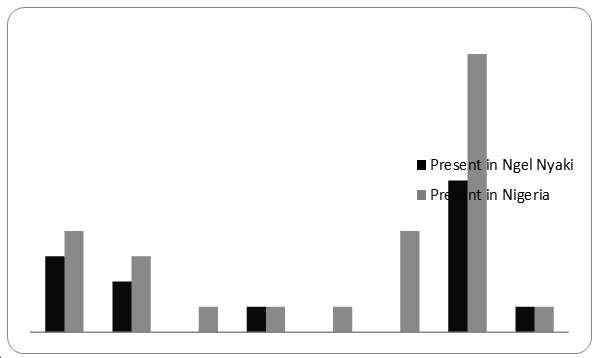 Present in Ngel Nyaki
Present in Nigeria